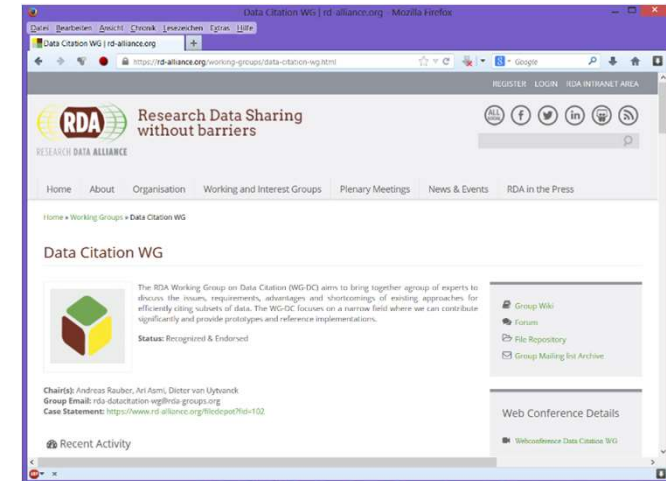 Data Citation WG | rd-alliance.org - Mozilla Firefox
Datei Bearbeiten Ansicht Chronik Lesezeichen Extras Hilfe
Data Citation WG | rd-alliance.org
https://rd-alliance.org/working-groups/data-citation-wg.html
Google
REGISTER LOGIN RDA INTRANET AREA
RDA
RESEARCH DATA ALLIANCE
Research Data Sharing
without barriers
ALL
Home About Organisation Working and Interest Groups Plenary Meetings News & Events RDA in the Press
Home » Working Groups » Data Citation WG
Data Citation WG
The RDA Working Group on Data Citation (WG-DC) aims to bring together agroup of experts to
discuss the issues, requirements, advantages and shortcomings of existing approaches for
efficiently citing subsets of data. The WG-DC focuses on a narrow field where we can contribute
significantly and provide prototypes and reference implementations.
Status: Recognized & Endorsed
Chair(s): Andreas Rauber, Ari Asmi, Dieter van Uytvanck
Group Email: rda-datacitation-wg@rda-groups.org
Case Statement: https://www.rd-alliance.org/filedepot?fid=102
Recent Activity
Group Wiki
Forum
File Repository
Group Mailing list Archive
Web Conference Details
Webconference Data Citation WG